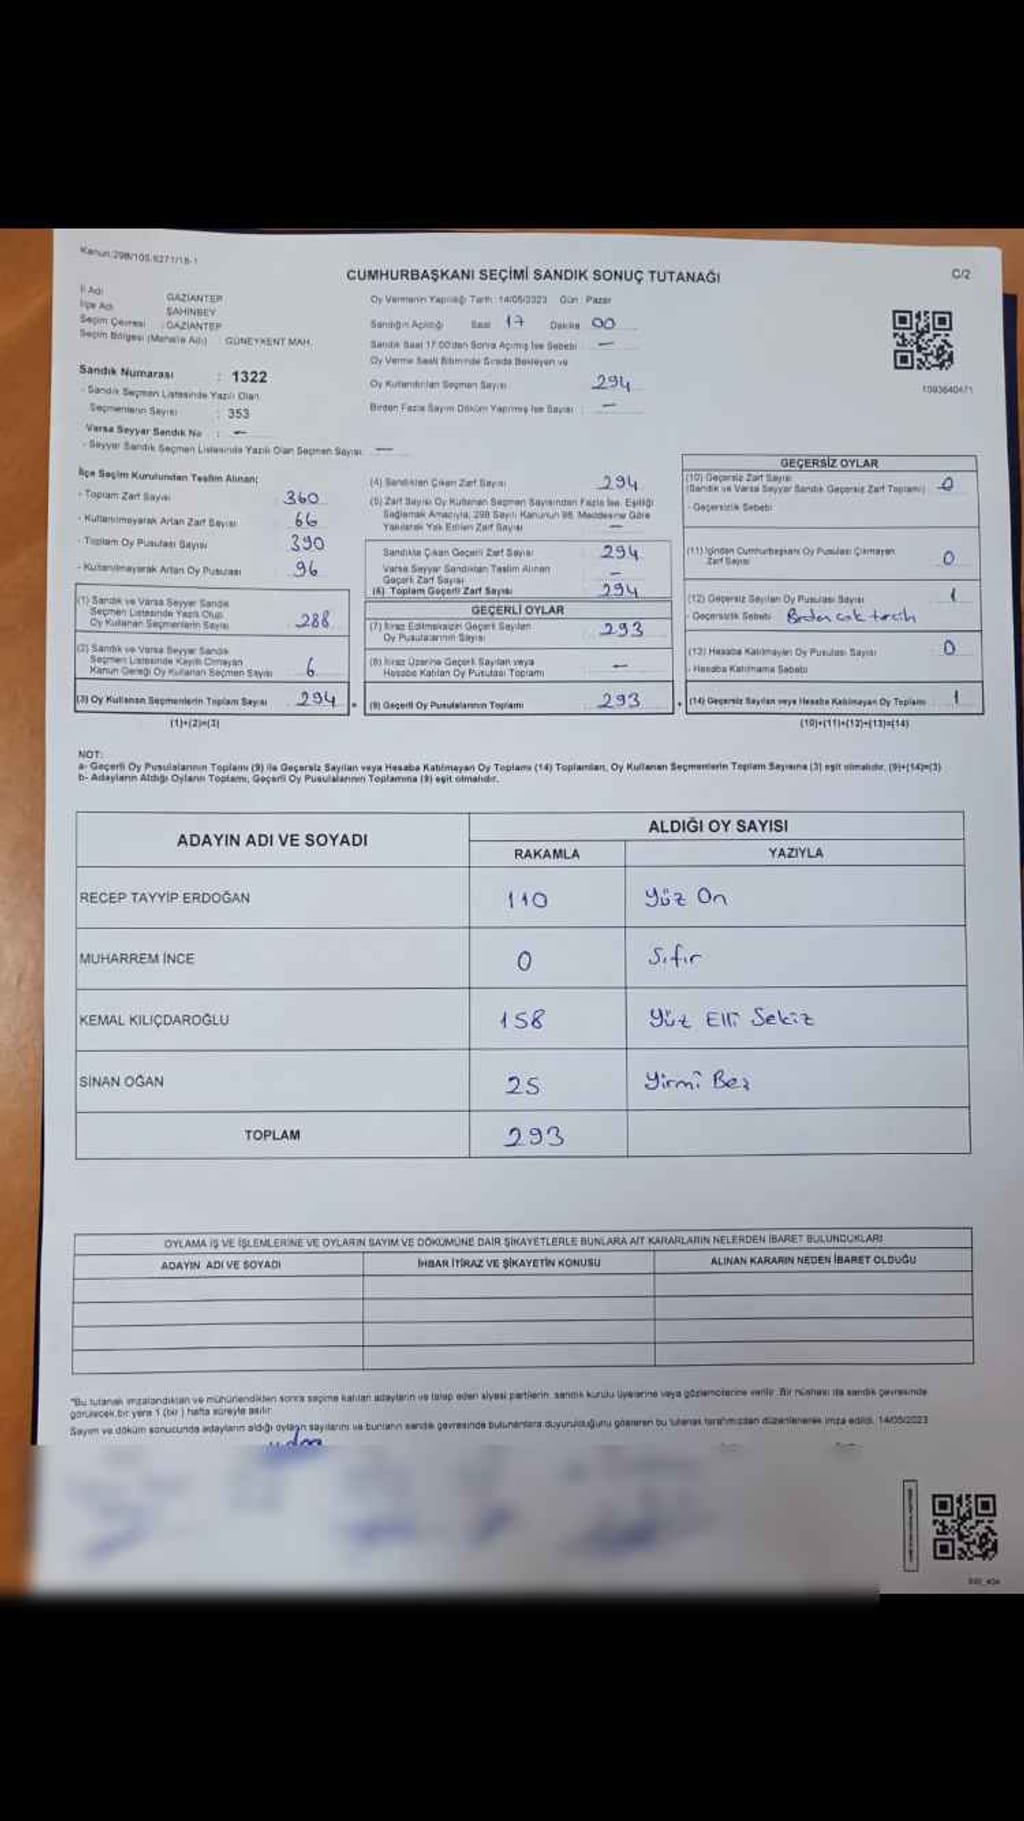 Kanun:298/105,6271/18-1
CUMHURBAŞKANI SEÇİMİ SANDIK SONUÇ TUTANAĞI
C/2
İl Adı GAZİANTEP
İlçe Adı ŞAHİNBEY
Seçim Çevresi : GAZİANTEP
Seçim Bölgesi (Mahalle Adı) : GÜNEYKENT MAH.
Sandık Numarası : 1322
- Sandık Seçmen Listesinde Yazılı Olan
Seçmenlerin Sayısı : 353
Varsa Seyyar Sandık No : —
- Seyyar Sandık Seçmen Listesinde Yazılı Olan Seçmen Sayısı: —
Oy Vermenin Yapıldığı Tarih : 14/05/2023 Gün : Pazar
Sandığın Açıldığı Saat 17 Dakika 00
Sandık Saat 17.00'den Sonra Açılmış İse Sebebi —
Oy Verme Saati Bitiminde Sırada Bekleyen ve
Oy Kullandırılan Seçmen Sayısı 294
Birden Fazla Sayım Döküm Yapılmış İse Sayısı : —
1093640471
İlçe Seçim Kurulundan Teslim Alınan;
- Toplam Zarf Sayısı 360
- Kullanılmayarak Artan Zarf Sayısı 66
- Toplam Oy Pusulası Sayısı 390
- Kullanılmayarak Artan Oy Pusulası 96
(1) Sandık ve Varsa Seyyar Sandık
Seçmen Listesinde Yazılı Olup
Oy Kullanan Seçmenlerin Sayısı 288
(2) Sandık ve Varsa Seyyar Sandık
Seçmen Listesinde Kayıtlı Olmayan
Kanun Gereği Oy Kullanan Seçmen Sayısı 6
(3) Oy Kullanan Seçmenlerin Toplam Sayısı 294
(1)+(2)=(3)
(4) Sandıktan Çıkan Zarf Sayısı 294
(5) Zarf Sayısı Oy Kullanan Seçmen Sayısından Fazla İse, Eşitliği
Sağlamak Amacıyla, 298 Sayılı Kanunun 98. Maddesine Göre
Yakılarak Yok Edilen Zarf Sayısı —
Sandıkta Çıkan Geçerli Zarf Sayısı 294
Varsa Seyyar Sandıktan Teslim Alınan
Geçerli Zarf Sayısı —
(6) Toplam Geçerli Zarf Sayısı 294
GEÇERLİ OYLAR
(7) İtiraz Edilmeksizin Geçerli Sayılan
Oy Pusulalarının Sayısı 293
(8) İtiraz Üzerine Geçerli Sayılan veya
Hesaba Katılan Oy Pusulası Toplamı —
(9) Geçerli Oy Pusulalarının Toplamı 293
GEÇERSİZ OYLAR
(10) Geçersiz Zarf Sayısı
(Sandık ve Varsa Seyyar Sandık Geçersiz Zarf Toplamı) 0
- Geçersizlik Sebebi
(11) İçinden Cumhurbaşkanı Oy Pusulası Çıkmayan
Zarf Sayısı 0
(12) Geçersiz Sayılan Oy Pusulası Sayısı 1
- Geçersizlik Sebebi Birden çok tercih
(13) Hesaba Katılmayan Oy Pusulası Sayısı 0
- Hesaba Katılmama Sebebi
(14) Geçersiz Sayılan veya Hesaba Katılmayan Oy Toplamı 1
(10)+(11)+(12)+(13)=(14)
NOT:
a- Geçerli Oy Pusulalarının Toplamı (9) ile Geçersiz Sayılan veya Hesaba Katılmayan Oy Toplamı (14) Toplamları, Oy Kullanan Seçmenlerin Toplam Sayısına (3) eşit olmalıdır. (9)+(14)=(3)
b- Adayların Aldığı Oyların Toplamı, Geçerli Oy Pusulalarının Toplamına (9) eşit olmalıdır.
ADAYIN ADI VE SOYADI
ALDIĞI OY SAYISI
RAKAMLA YAZIYLA
RECEP TAYYİP ERDOĞAN 110 Yüz On
MUHARREM İNCE 0 Sıfır
KEMAL KILIÇDAROĞLU 158 Yüz Elli Sekiz
SİNAN OĞAN 25 Yirmi Beş
TOPLAM 293
OYLAMA İŞ VE İŞLEMLERİNE VE OYLARIN SAYIM VE DÖKÜMÜNE DAİR ŞİKAYETLERLE BUNLARA AİT KARARLARIN NELERDEN İBARET BULUNDUKLARI
ADAYIN ADI VE SOYADI İHBAR İTİRAZ VE ŞİKAYETİN KONUSU ALINAN KARARIN NEDEN İBARET OLDUĞU
*Bu tutanak imzalandıktan ve mühürlendikten sonra seçime katılan adayların ve talep eden siyasi partilerin, sandık kurulu üyelerine veya gözlemcilerine verilir. Bir nüshası da sandık çevresinde
görülecek bir yere 1 (bir ) hafta süreyle asılır.
Sayım ve döküm sonucunda adayların aldığı oyların sayılarını ve bunların sandık çevresinde bulunanlara duyurulduğunu gösteren bu tutanak tarafımızdan düzenlenerek imza edildi. 14/05/2023